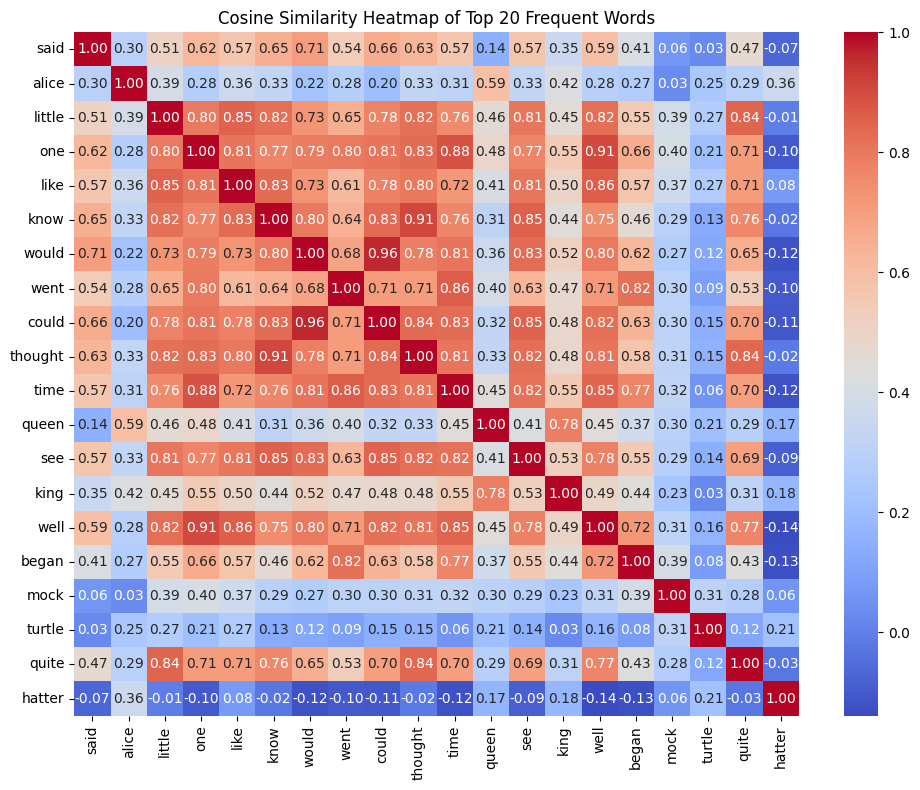 Cosine Similarity Heatmap of Top 20 Frequent Words
said 1.00 0.30 0.51 0.62 0.57 0.65 0.71 0.54 0.66 0.63 0.57 0.14 0.57 0.35 0.59 0.41 0.06 0.03 0.47 -0.07
alice 0.30 1.00 0.39 0.28 0.36 0.33 0.22 0.28 0.20 0.33 0.31 0.59 0.33 0.42 0.28 0.27 0.03 0.25 0.29 0.36
little 0.51 0.39 1.00 0.80 0.85 0.82 0.73 0.65 0.78 0.82 0.76 0.46 0.81 0.45 0.82 0.55 0.39 0.27 0.84 -0.01
one 0.62 0.28 0.80 1.00 0.81 0.77 0.79 0.80 0.81 0.83 0.88 0.48 0.77 0.55 0.91 0.66 0.40 0.21 0.71 -0.10
like 0.57 0.36 0.85 0.81 1.00 0.83 0.73 0.61 0.78 0.80 0.72 0.41 0.81 0.50 0.86 0.57 0.37 0.27 0.71 0.08
know 0.65 0.33 0.82 0.77 0.83 1.00 0.80 0.64 0.83 0.91 0.76 0.31 0.85 0.44 0.75 0.46 0.29 0.13 0.76 -0.02
would 0.71 0.22 0.73 0.79 0.73 0.80 1.00 0.68 0.96 0.78 0.81 0.36 0.83 0.52 0.80 0.62 0.27 0.12 0.65 -0.12
went 0.54 0.28 0.65 0.80 0.61 0.64 0.68 1.00 0.71 0.71 0.86 0.40 0.63 0.47 0.71 0.82 0.30 0.09 0.53 -0.10
could 0.66 0.20 0.78 0.81 0.78 0.83 0.96 0.71 1.00 0.84 0.83 0.32 0.85 0.48 0.82 0.63 0.30 0.15 0.70 -0.11
thought 0.63 0.33 0.82 0.83 0.80 0.91 0.78 0.71 0.84 1.00 0.81 0.33 0.82 0.48 0.81 0.58 0.31 0.15 0.84 -0.02
time 0.57 0.31 0.76 0.88 0.72 0.76 0.81 0.86 0.83 0.81 1.00 0.45 0.82 0.55 0.85 0.77 0.32 0.06 0.70 -0.12
queen 0.14 0.59 0.46 0.48 0.41 0.31 0.36 0.40 0.32 0.33 0.45 1.00 0.41 0.78 0.45 0.37 0.30 0.21 0.29 0.17
see 0.57 0.33 0.81 0.77 0.81 0.85 0.83 0.63 0.85 0.82 0.82 0.41 1.00 0.53 0.78 0.55 0.29 0.14 0.69 -0.09
king 0.35 0.42 0.45 0.55 0.50 0.44 0.52 0.47 0.48 0.48 0.55 0.78 0.53 1.00 0.49 0.44 0.23 0.03 0.31 0.18
well 0.59 0.28 0.82 0.91 0.86 0.75 0.80 0.71 0.82 0.81 0.85 0.45 0.78 0.49 1.00 0.72 0.31 0.16 0.77 -0.14
began 0.41 0.27 0.55 0.66 0.57 0.46 0.62 0.82 0.63 0.58 0.77 0.37 0.55 0.44 0.72 1.00 0.39 0.08 0.43 -0.13
mock 0.06 0.03 0.39 0.40 0.37 0.29 0.27 0.30 0.30 0.31 0.32 0.30 0.29 0.23 0.31 0.39 1.00 0.31 0.28 0.06
turtle 0.03 0.25 0.27 0.21 0.27 0.13 0.12 0.09 0.15 0.15 0.06 0.21 0.14 0.03 0.16 0.08 0.31 1.00 0.12 0.21
quite 0.47 0.29 0.84 0.71 0.71 0.76 0.65 0.53 0.70 0.84 0.70 0.29 0.69 0.31 0.77 0.43 0.28 0.12 1.00 -0.03
hatter -0.07 0.36 -0.01 -0.10 0.08 -0.02 -0.12 -0.10 -0.11 -0.02 -0.12 0.17 -0.09 0.18 -0.14 -0.13 0.06 0.21 -0.03 1.00
said alice little one like know would went could thought time queen see king well began mock turtle quite hatter
1.0
0.8
0.6
0.4
0.2
0.0